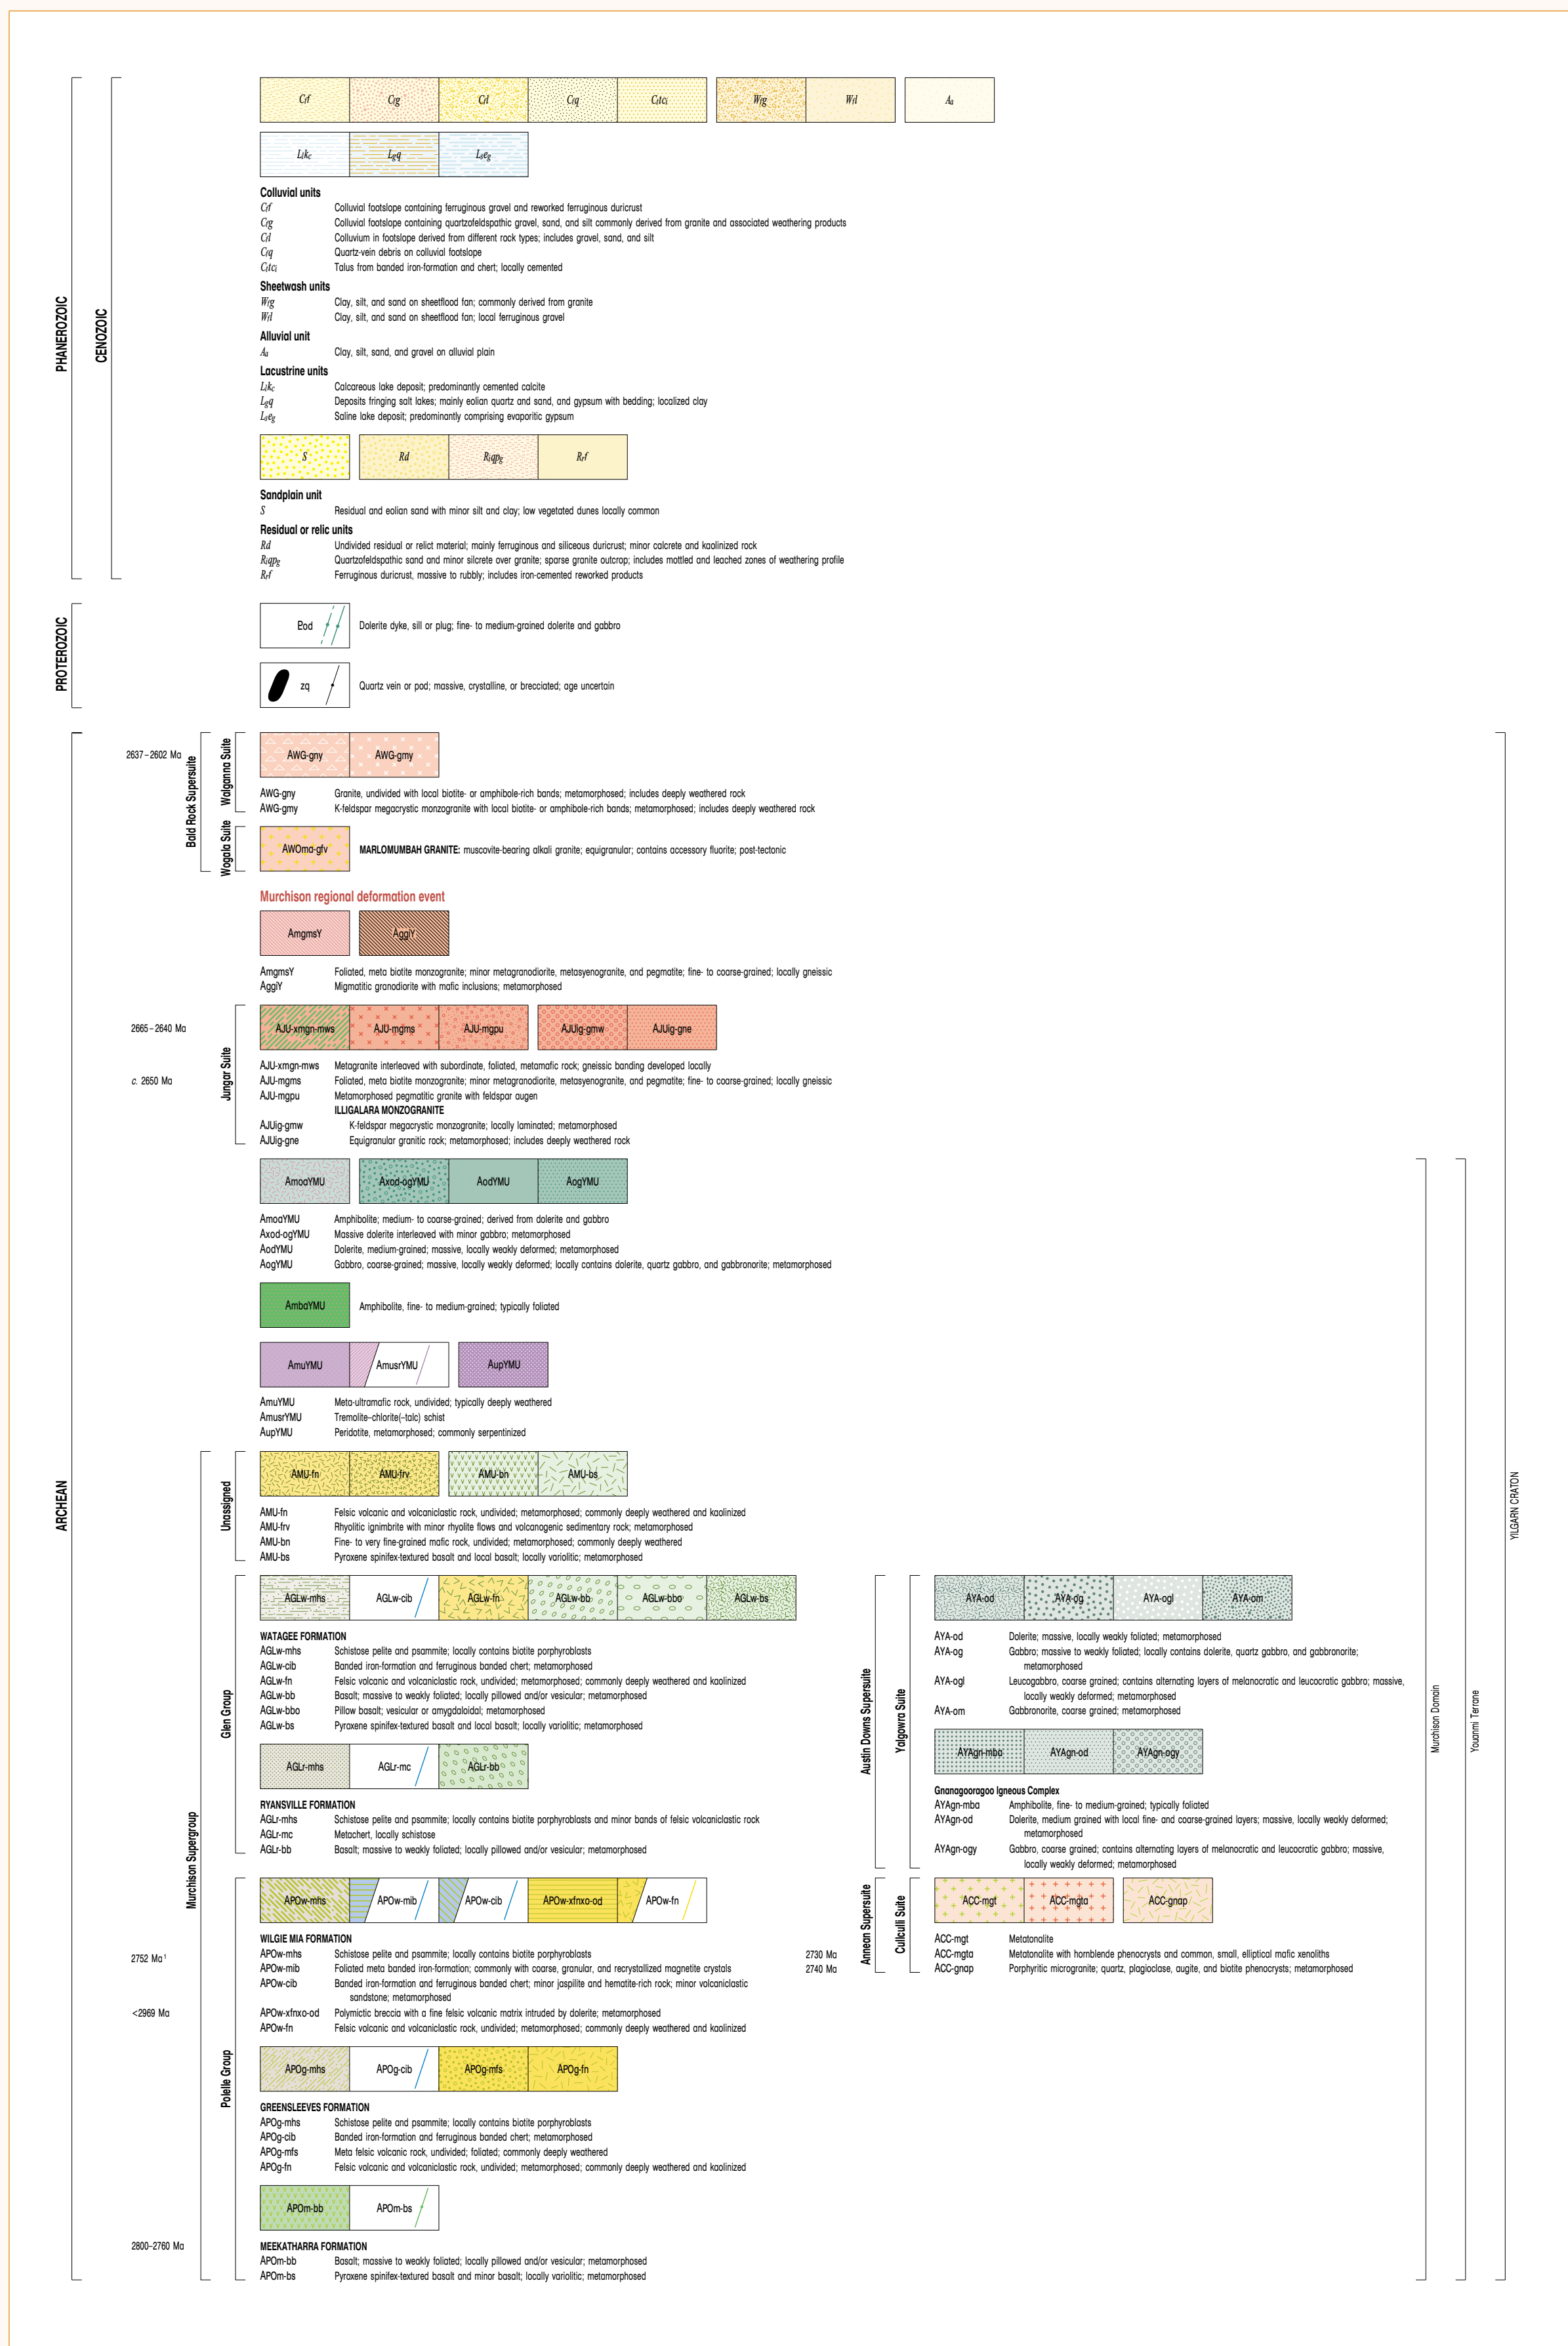 Crf Crg Crl Crq Cttci Wrg Wrl Aa
Likc Lgq Lseg
Colluvial units
Crf Colluvial footslope containing ferruginous gravel and reworked ferruginous duricrust
Crg Colluvial footslope containing quartzofeldspathic gravel, sand, and silt commonly derived from granite and associated weathering products
Crl Colluvium in footslope derived from different rock types; includes gravel, sand, and silt
Crq Quartz-vein debris on colluvial footslope
Talus from banded iron-formation and chert; locally cemented
Sheetwash units
Wrg Clay, silt, and sand on sheetflood fan; commonly derived from granite
Wrl Clay, silt, and sand on sheetflood fan; local ferruginous gravel
Alluvial unit
Aa Clay, silt, sand, and gravel on alluvial plain
Lacustrine units
Likc Calcareous lake deposit; predominantly cemented calcite
Lgq Deposits fringing salt lakes; mainly eolian quartz and sand, and gypsum with bedding; localized clay
Lseg Saline lake deposit; predominantly comprising evaporitic gypsum
S Rd Riqpg Rrf
Sandplain unit
S Residual and eolian sand with minor silt and clay; low vegetated dunes locally common
Residual or relic units
Rd Undivided residual or relict material; mainly ferruginous and siliceous duricrust; minor calcrete and kaolinized rock
Riqpg Quartzofeldspathic sand and minor silcrete over granite; sparse granite outcrop; includes mottled and leached zones of weathering profile
Rrf Ferruginous duricrust, massive to rubbly; includes iron-cemented reworked products
PHANEROZOIC
CENOZOIC
Pod Dolerite dyke, sill or plug; fine- to medium-grained dolerite and gabbro
zq Quartz vein or pod; massive, crystalline, or brecciated; age uncertain
PROTEROZOIC
2637–2602 Ma
Bald Rock Supersuite
Walganna Suite
AWG-gny AWG-gmy
AWG-gny Granite, undivided with local biotite- or amphibole-rich bands; metamorphosed; includes deeply weathered rock
AWG-gmy K-feldspar megacrystic monzogranite with local biotite- or amphibole-rich bands; metamorphosed; includes deeply weathered rock
Wogala Suite
AWOma-gfv MARLOMUMBAH GRANITE: muscovite-bearing alkali granite; equigranular; contains accessory fluorite; post-tectonic
Murchison regional deformation event
AmgmsY AggiY
AmgmsY Foliated, meta biotite monzogranite; minor metagranodiorite, metasyenogranite, and pegmatite; fine- to coarse-grained; locally gneissic
AggiY Migmatitic granodiorite with mafic inclusions; metamorphosed
2665–2640 Ma
Jungar Suite
AJU-xmgn-mws AJU-mgms AJU-mgpu AJUig-gmw AJUig-gne
AJU-xmgn-mws Metagranite interleaved with subordinate, foliated, metamafic rock; gneissic banding developed locally
c. 2650 Ma AJU-mgms Foliated, meta biotite monzogranite; minor metagranodiorite, metasyenogranite, and pegmatite; fine- to coarse-grained; locally gneissic
AJU-mgpu Metamorphosed pegmatitic granite with feldspar augen
ILLIGALARA MONZOGRANITE
AJUig-gmw K-feldspar megacrystic monzogranite; locally laminated; metamorphosed
AJUig-gne Equigranular granitic rock; metamorphosed; includes deeply weathered rock
AmoaYMU Axod-ogYMU AodYMU AogYMU
AmoaYMU Amphibolite; medium- to coarse-grained; derived from dolerite and gabbro
Axod-ogYMU Massive dolerite interleaved with minor gabbro; metamorphosed
AodYMU Dolerite, medium-grained; massive, locally weakly deformed; metamorphosed
AogYMU Gabbro, coarse-grained; massive, locally weakly deformed; locally contains dolerite, quartz gabbro, and gabbronorite; metamorphosed
AmbaYMU Amphibolite, fine- to medium-grained; typically foliated
AmuYMU AmusrYMU AupYMU
AmuYMU Meta-ultramafic rock, undivided; typically deeply weathered
AmusrYMU Tremolite–chlorite(–talc) schist
AupYMU Peridotite, metamorphosed; commonly serpentinized
ARCHEAN
Murchison Supergroup
Unassigned
AMU-fn AMU-frv AMU-bn AMU-bs
AMU-fn Felsic volcanic and volcaniclastic rock, undivided; metamorphosed; commonly deeply weathered and kaolinized
AMU-frv Rhyolitic ignimbrite with minor rhyolite flows and volcanogenic sedimentary rock; metamorphosed
AMU-bn Fine- to very fine-grained mafic rock, undivided; metamorphosed; commonly deeply weathered
AMU-bs Pyroxene spinifex-textured basalt and local basalt; locally variolitic; metamorphosed
Glen Group
AGLw-mhs AGLw-cib AGLw-fn AGLw-bb AGLw-bbo AGLw-bs
WATAGEE FORMATION
AGLw-mhs Schistose pelite and psammite; locally contains biotite porphyroblasts
AGLw-cib Banded iron-formation and ferruginous banded chert; metamorphosed
AGLw-fn Felsic volcanic and volcaniclastic rock, undivided; metamorphosed; commonly deeply weathered and kaolinized
AGLw-bb Basalt; massive to weakly foliated; locally pillowed and/or vesicular; metamorphosed
AGLw-bbo Pillow basalt; vesicular or amygdaloidal; metamorphosed
AGLw-bs Pyroxene spinifex-textured basalt and local basalt; locally variolitic; metamorphosed
AGLr-mhs AGLr-mc AGLr-bb
RYANSVILLE FORMATION
AGLr-mhs Schistose pelite and psammite; locally contains biotite porphyroblasts and minor bands of felsic volcaniclastic rock
AGLr-mc Metachert, locally schistose
AGLr-bb Basalt; massive to weakly foliated; locally pillowed and/or vesicular; metamorphosed
Polelle Group
APOw-mhs APOw-mib APOw-cib APOw-xfnxo-od APOw-fn
WILGIE MIA FORMATION
2752 Ma¹
APOw-mhs Schistose pelite and psammite; locally contains biotite porphyroblasts
APOw-mib Foliated meta banded iron-formation; commonly with coarse, granular, and recrystallized magnetite crystals
APOw-cib Banded iron-formation and ferruginous banded chert; minor jaspilite and hematite-rich rock; minor volcaniclastic
sandstone; metamorphosed
<2969 Ma APOw-xfnxo-od Polymictic breccia with a fine felsic volcanic matrix intruded by dolerite; metamorphosed
APOw-fn Felsic volcanic and volcaniclastic rock, undivided; metamorphosed; commonly deeply weathered and kaolinized
APOg-mhs APOg-cib APOg-mfs APOg-fn
GREENSLEEVES FORMATION
APOg-mhs Schistose pelite and psammite; locally contains biotite porphyroblasts
APOg-cib Banded iron-formation and ferruginous banded chert; metamorphosed
APOg-mfs Meta felsic volcanic rock, undivided; foliated; commonly deeply weathered
APOg-fn Felsic volcanic and volcaniclastic rock, undivided; metamorphosed; commonly deeply weathered and kaolinized
APOm-bb APOm-bs
2800–2760 Ma MEEKATHARRA FORMATION
APOm-bb Basalt; massive to weakly foliated; locally pillowed and/or vesicular; metamorphosed
APOm-bs Pyroxene spinifex-textured basalt and minor basalt; locally variolitic; metamorphosed
Austin Downs Supersuite
Yalgowra Suite
AYA-od AYA-og AYA-ogl AYA-om
AYA-od Dolerite; massive, locally weakly foliated; metamorphosed
AYA-og Gabbro; massive to weakly foliated; locally contains dolerite, quartz gabbro, and gabbronorite;
metamorphosed
AYA-ogl Leucogabbro, coarse grained; contains alternating layers of melanocratic and leucocratic gabbro; massive,
locally weakly deformed; metamorphosed
AYA-om Gabbronorite, coarse grained; metamorphosed
AYAgn-mba AYAgn-od AYAgn-ogy
Gnanagooragoo Igneous Complex
AYAgn-mba Amphibolite, fine- to medium-grained; typically foliated
AYAgn-od Dolerite, medium grained with local fine- and coarse-grained layers; massive, locally weakly deformed;
metamorphosed
AYAgn-ogy Gabbro, coarse grained; contains alternating layers of melanocratic and leucocratic gabbro; massive,
locally weakly deformed; metamorphosed
Annean Supersuite
Cullculli Suite
ACC-mgt ACC-mgta ACC-gnap
ACC-mgt Metatonalite
2730 Ma ACC-mgta Metatonalite with hornblende phenocrysts and common, small, elliptical mafic xenoliths
2740 Ma ACC-gnap Porphyritic microgranite; quartz, plagioclase, augite, and biotite phenocrysts; metamorphosed
Murchison Domain
Youanmi Terrane
YILGARN CRATON